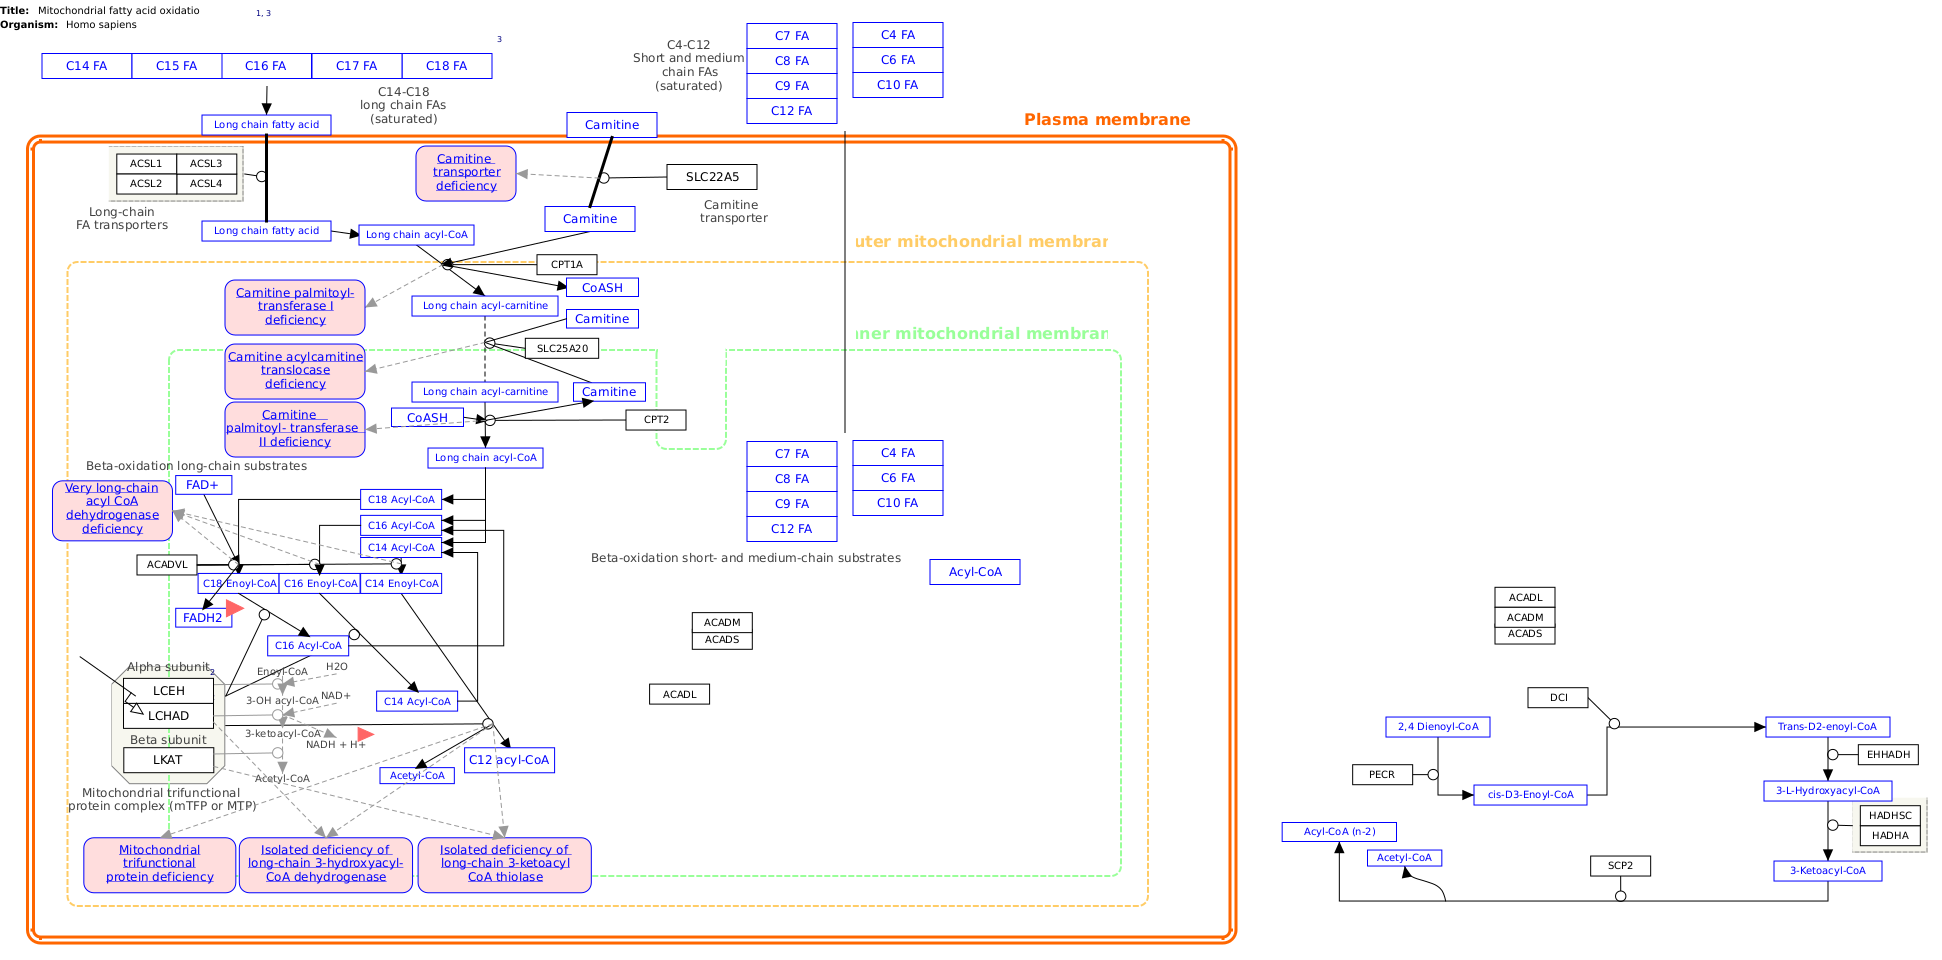 Title: Mitochondrial fatty acid oxidatio
Organism: Homo sapiens
1, 3
3
C14 FA C15 FA C16 FA C17 FA C18 FA
C14-C18
long chain FAs
(saturated)
C4-C12
Short and medium
chain FAs
(saturated)
C7 FA
C8 FA
C9 FA
C12 FA
C4 FA
C6 FA
C10 FA
Plasma membrane
Long chain fatty acid
Carnitine
ACSL1 ACSL3
ACSL2 ACSL4
Long-chain
FA transporters
Carnitine
transporter
deficiency
SLC22A5
Carnitine
transporter
Carnitine
Long chain fatty acid
Long chain acyl-CoA
uter mitochondrial membrar
CPT1A
CoASH
Carnitine palmitoyl-
transferase I
deficiency
Long chain acyl-carnitine
Carnitine
ner mitochondrial membran
SLC25A20
Carnitine acylcarnitine
translocase
deficiency
Long chain acyl-carnitine
Carnitine
Carnitine
palmitoyl- transferase
II deficiency
CoASH
CPT2
Long chain acyl-CoA
C7 FA
C8 FA
C9 FA
C12 FA
C4 FA
C6 FA
C10 FA
Beta-oxidation long-chain substrates
FAD+
Very long-chain
acyl CoA
dehydrogenase
deficiency
C18 Acyl-CoA
C16 Acyl-CoA
C14 Acyl-CoA
Beta-oxidation short- and medium-chain substrates
Acyl-CoA
ACADVL
C18 Enoyl-CoA C16 Enoyl-CoA C14 Enoyl-CoA
FADH2
C16 Acyl-CoA
ACADM
ACADS
ACADL
Alpha subunit
2
LCEH
LCHAD
Beta subunit
LKAT
Enoyl-CoA
H2O
3-OH acyl-CoA
NAD+
3-ketoacyl-CoA
NADH + H+
Acetyl-CoA
C14 Acyl-CoA
C12 acyl-CoA
Acetyl-CoA
Mitochondrial trifunctional
protein complex (mTFP or MTP)
Mitochondrial
trifunctional
protein deficiency
Isolated deficiency of
long-chain 3-hydroxyacyl-
CoA dehydrogenase
Isolated deficiency of
long-chain 3-ketoacyl
CoA thiolase
ACADL
ACADM
ACADS
DCI
2,4 Dienoyl-CoA
Trans-D2-enoyl-CoA
PECR
EHHADH
cis-D3-Enoyl-CoA
3-L-Hydroxyacyl-CoA
HADHSC
HADHA
Acyl-CoA (n-2)
Acetyl-CoA
SCP2
3-Ketoacyl-CoA